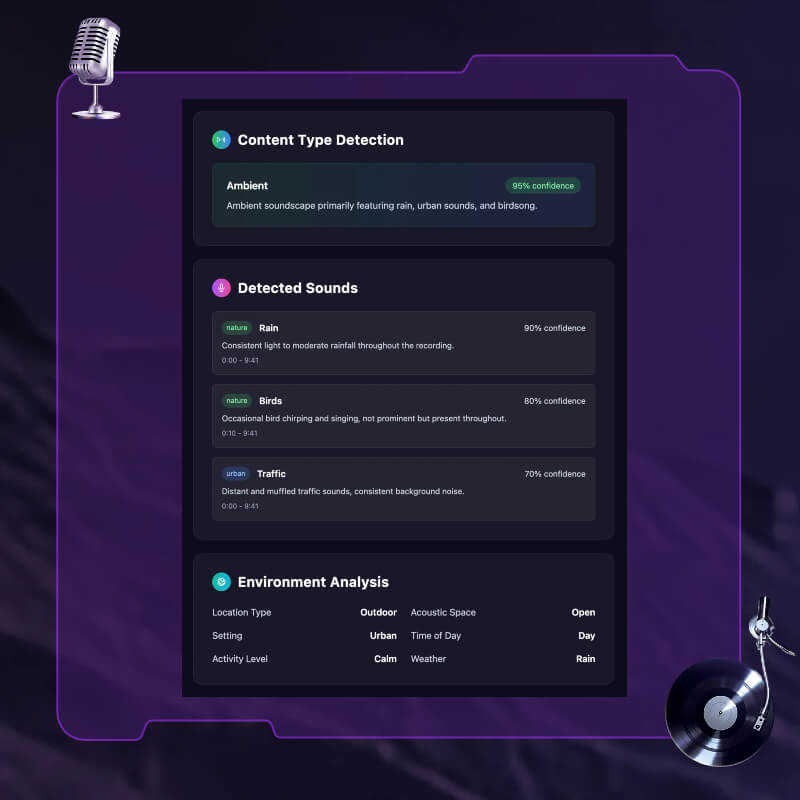 Content Type Detection
Ambient
95% confidence
Ambient soundscape primarily featuring rain, urban sounds, and birdsong.
Detected Sounds
nature Rain 90% confidence
Consistent light to moderate rainfall throughout the recording.
0:00 - 9:41
nature Birds 80% confidence
Occasional bird chirping and singing, not prominent but present throughout.
0:10 - 9:41
urban Traffic 70% confidence
Distant and muffled traffic sounds, consistent background noise.
0:00 - 9:41
Environment Analysis
Location Type Outdoor Acoustic Space Open
Setting Urban Time of Day Day
Activity Level Calm Weather Rain